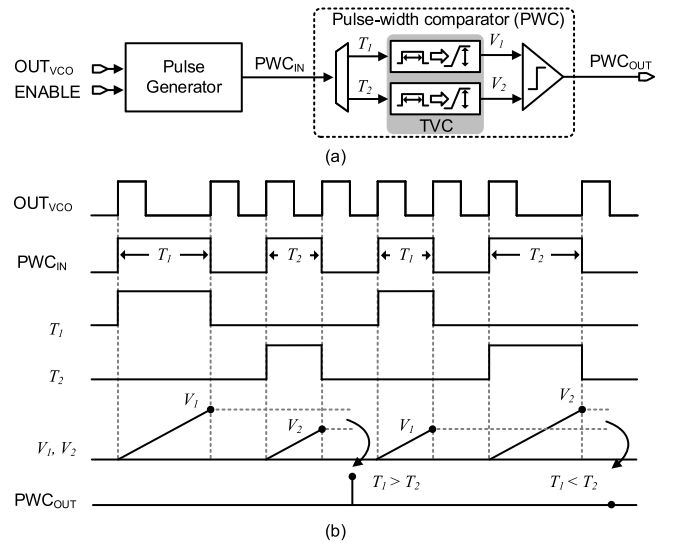 Pulse-width comparator (PWC)
OUTVCO
ENABLE
Pulse
Generator
PWCIN
T1
T2
V1
V2
TVC
PWCOUT
(a)
OUTVCO
PWCIN
T1
T2
T1
T2
T1
T2
V1
V2
V1
V2
V1, V2
T1 > T2
T1 < T2
PWCOUT
(b)